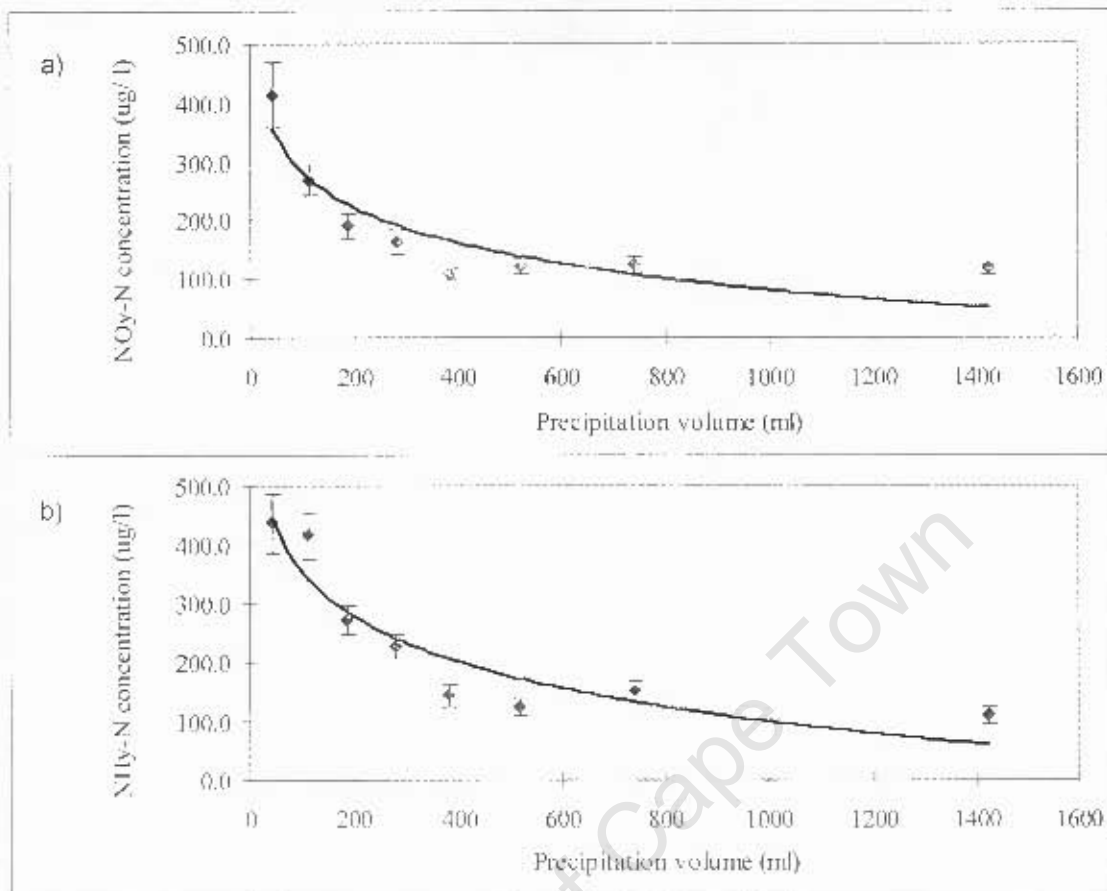 a)
NOy-N concentration (ug/l)
500.0
400.0
300.0
200.0
100.0
0.0
0 200 400 600 800 1000 1200 1400 1600
Precipitation volume (ml)
b)
NHy-N concentration (ug/l)
500.0
400.0
300.0
200.0
100.0
0.0
0 200 400 600 800 1000 1200 1400 1600
Precipitation volume (ml)
Cape Town